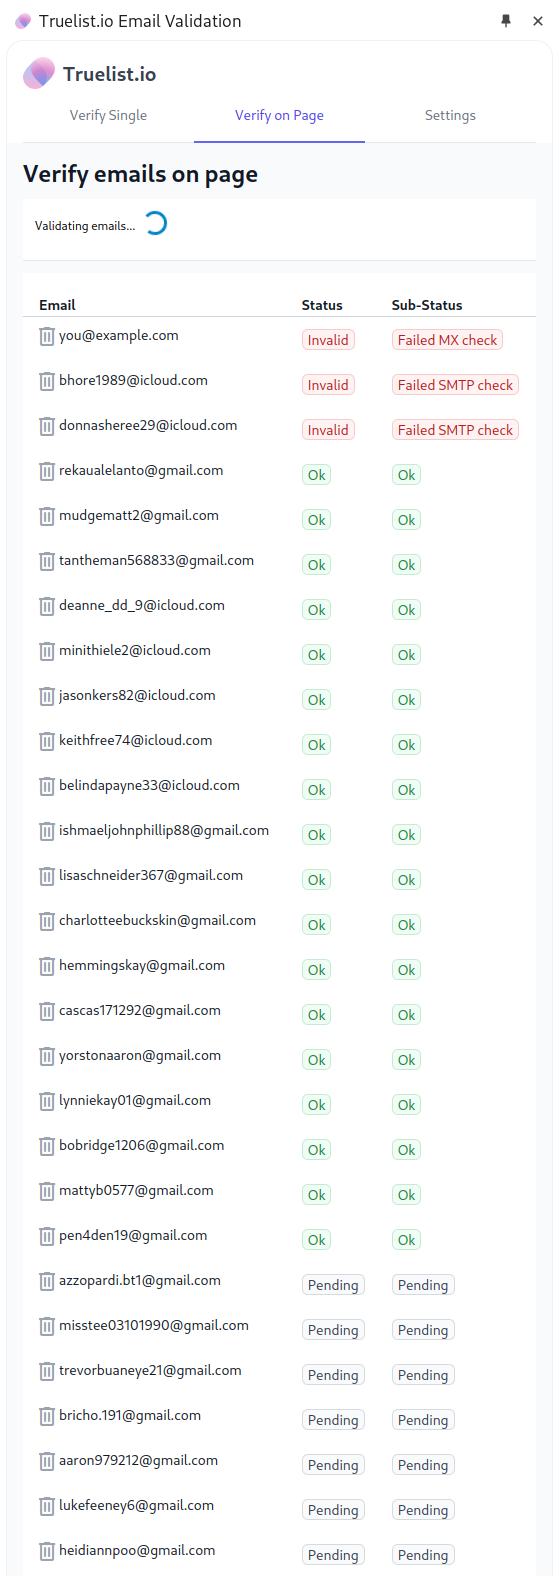 Truelist.io Email Validation
Truelist.io
Verify Single Verify on Page Settings
Verify emails on page
Validating emails...
Email Status Sub-Status
you@example.com Invalid Failed MX check
bhore1989@icloud.com Invalid Failed SMTP check
donnasheree29@icloud.com Invalid Failed SMTP check
rekaualelanto@gmail.com Ok Ok
mudgematt2@gmail.com Ok Ok
tantheman568833@gmail.com Ok Ok
deanne_dd_9@icloud.com Ok Ok
minithiele2@icloud.com Ok Ok
jasonkers82@icloud.com Ok Ok
keithfree74@icloud.com Ok Ok
belindapayne33@icloud.com Ok Ok
ishmaeljohnphillip88@gmail.com Ok Ok
lisaschneider367@gmail.com Ok Ok
charlotteebuckskin@gmail.com Ok Ok
hemmingskay@gmail.com Ok Ok
cascas171292@gmail.com Ok Ok
yorstonaaron@gmail.com Ok Ok
lynniekay01@gmail.com Ok Ok
bobridge1206@gmail.com Ok Ok
mattyb0577@gmail.com Ok Ok
pen4den19@gmail.com Ok Ok
azzopardi.bt1@gmail.com Pending Pending
misstee03101990@gmail.com Pending Pending
trevorbuaneye21@gmail.com Pending Pending
bricho.191@gmail.com Pending Pending
aaron979212@gmail.com Pending Pending
lukefeeney6@gmail.com Pending Pending
heidiannpoo@gmail.com Pending Pending